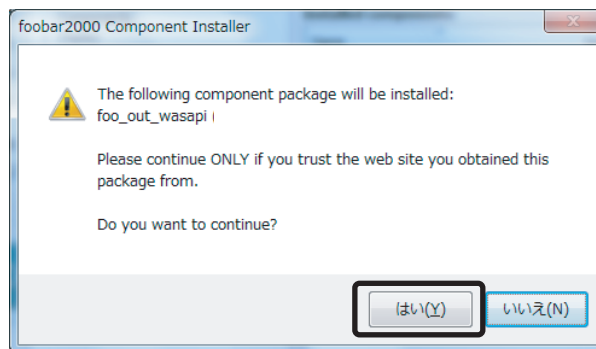 foobar2000 Component Installer
The following component package will be installed:
foo_out_wasapi
Please continue ONLY if you trust the web site you obtained this
package from.
Do you want to continue?
はい(Y)
いいえ(N)